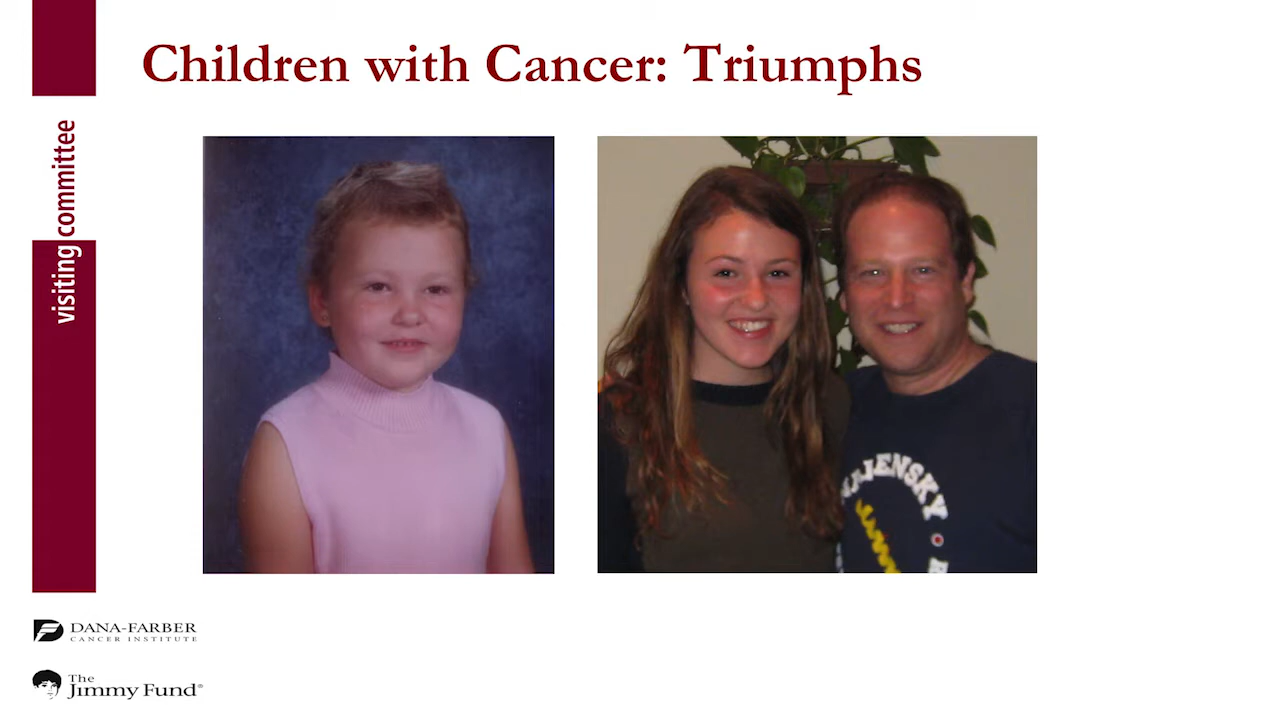 Children with Cancer: Triumphs
visiting committee
DANA-FARBER
CANCER INSTITUTE
The
Jimmy Fund®